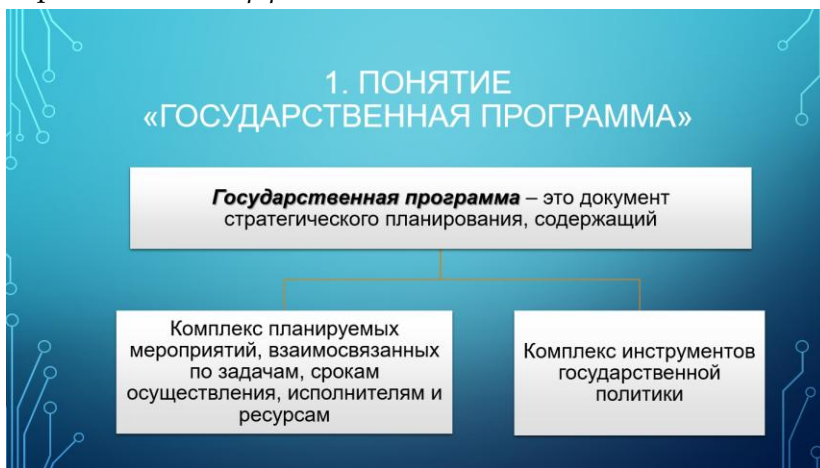 1. ПОНЯТИЕ
«ГОСУДАРСТВЕННАЯ ПРОГРАММА»
Государственная программа – это документ
стратегического планирования, содержащий
Комплекс планируемых
мероприятий, взаимосвязанных
по задачам, срокам
осуществления, исполнителям и
ресурсам
Комплекс инструментов
государственной
политики